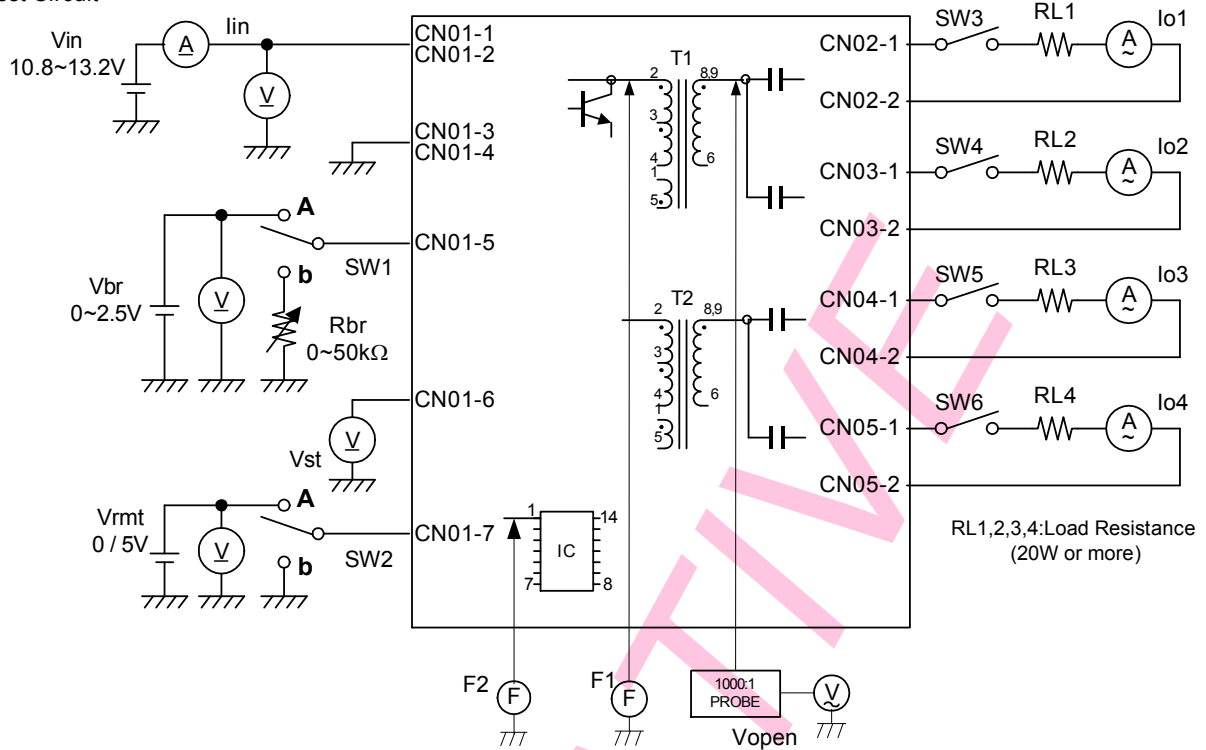 Vin
10.8~13.2V
A
Iin
V
CN01-1
CN01-2
CN01-3
CN01-4
Vbr
0~2.5V
V
A
b
SW1
Rbr
0~50kΩ
CN01-5
CN01-6
V
Vst
Vrmt
0 / 5V
V
A
b
SW2
CN01-7
1
14
IC
7
8
T1
2
3
4
1
5
8,9
6
T2
2
3
4
1
5
8,9
6
CN02-1
CN02-2
CN03-1
CN03-2
CN04-1
CN04-2
CN05-1
CN05-2
SW3
RL1
A
~
Io1
SW4
RL2
A
~
Io2
SW5
RL3
A
~
Io3
SW6
RL4
A
~
Io4
RL1,2,3,4:Load Resistance
(20W or more)
F2
F
F1
F
1000:1
PROBE
V
~
Vopen
TIVE